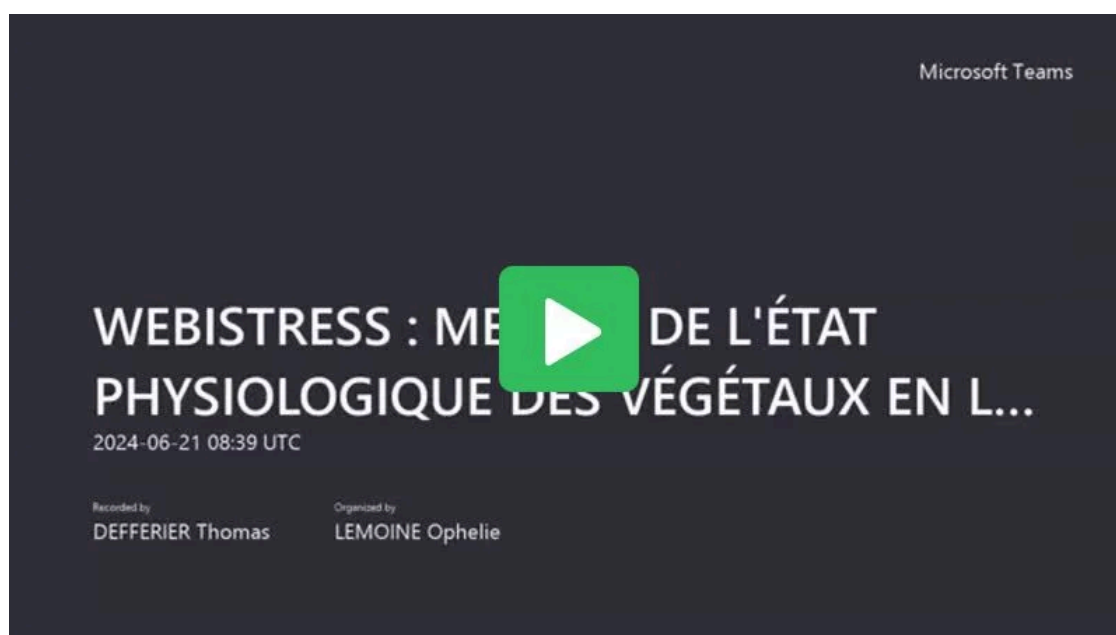 Microsoft Teams
WEBISTRESS : ME DE L'ÉTAT
PHYSIOLOGIQUE DES VÉGÉTAUX EN L...
2024-06-21 08:39 UTC
Recorded by
DEFFERIER Thomas
Organized by
LEMOINE Ophelie